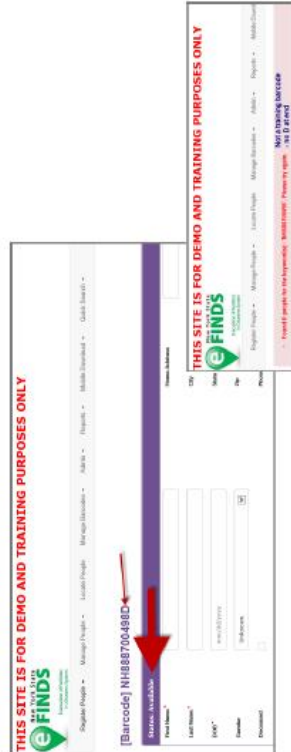 THIS SITE IS FOR DEMO AND TRAINING PURPOSES ONLY
New York State
eFINDS
Register People
Manage People
Locate People
Manage Barcodes
Admin
Reports
Mobile Download
Quick Search
[Barcode] NH888700498D
Status: Available
First Name:*
Last Name:*
DOB*
mm/dd/yyyy
Gender
Unknown
Deceased
Home Address
City
State
Zip
Phone
THIS SITE IS FOR DEMO AND TRAINING PURPOSES ONLY
New York State
eFINDS
Register People
Manage People
Locate People
Manage Barcodes
Admin
Reports
Not a training barcode
- no D at end